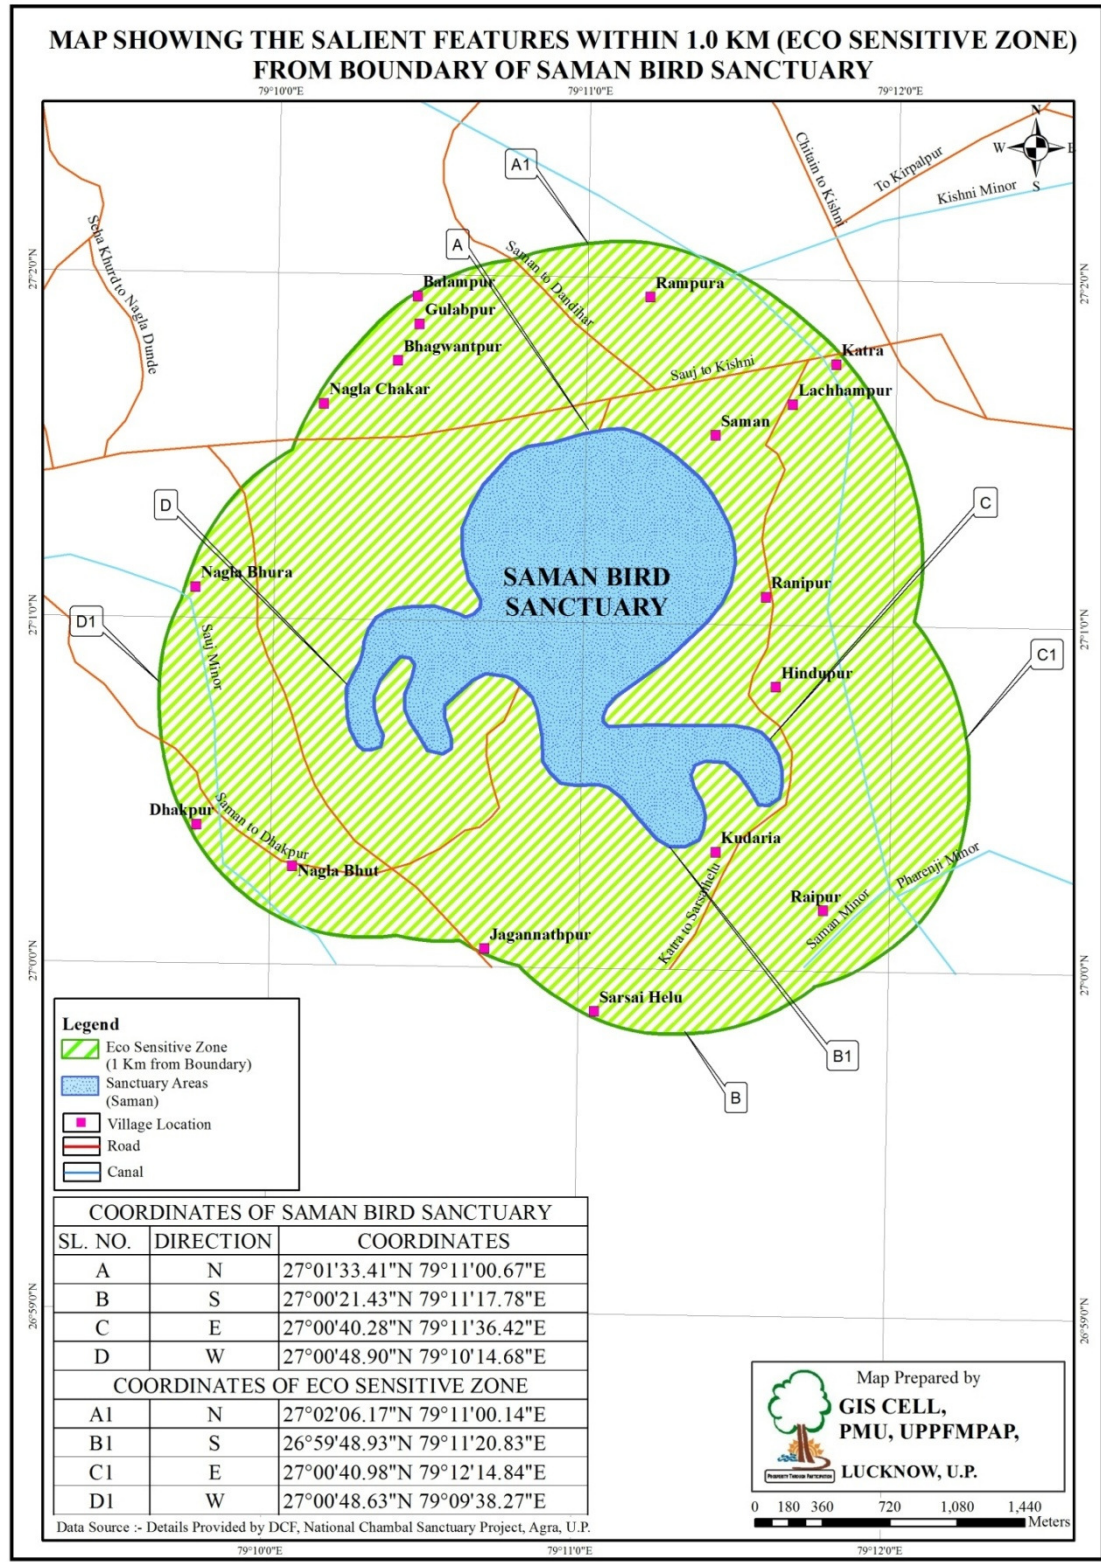 MAP SHOWING THE SALIENT FEATURES WITHIN 1.0 KM (ECO SENSITIVE ZONE)
FROM BOUNDARY OF SAMAN BIRD SANCTUARY
79°10'0"E
79°11'0"E
79°12'0"E
N
W
E
S
A1
A
Chitain to Kishni
To Kirpalpur
Kishni Minor
Seha Khurd to Nagla Dunde
27°2'0"N
27°2'0"N
Saman to Dandihar
Balampur
Rampura
Gulabpur
Bhagwantpur
Katra
Sauj to Kishni
Nagla Chakar
Lachhampur
Saman
D
C
Nagla Bhura
SAMAN BIRD
SANCTUARY
Ranipur
27°1'0"N
27°1'0"N
D1
C1
Sauj Minor
Hindupur
Dhakpur
Saman to Dhakpur
Nagla Bhut
Kudaria
Katra to Sarsaihelu
Raipur
Saman Minor
Pharenji Minor
Jagannathpur
27°0'0"N
27°0'0"N
Sarsai Helu
B1
B
Legend
Eco Sensitive Zone
(1 Km from Boundary)
Sanctuary Areas
(Saman)
Village Location
Road
Canal
COORDINATES OF SAMAN BIRD SANCTUARY
SL. NO. DIRECTION COORDINATES
A N 27°01'33.41"N 79°11'00.67"E
B S 27°00'21.43"N 79°11'17.78"E
C E 27°00'40.28"N 79°11'36.42"E
D W 27°00'48.90"N 79°10'14.68"E
COORDINATES OF ECO SENSITIVE ZONE
A1 N 27°02'06.17"N 79°11'00.14"E
B1 S 26°59'48.93"N 79°11'20.83"E
C1 E 27°00'40.98"N 79°12'14.84"E
D1 W 27°00'48.63"N 79°09'38.27"E
Data Source :- Details Provided by DCF, National Chambal Sanctuary Project, Agra, U.P.
26°59'0"N
26°59'0"N
Map Prepared by
GIS CELL,
PMU, UPPFMPAP,
LUCKNOW, U.P.
PROSPERITY THROUGH PARTICIPATION
0 180 360 720 1,080 1,440
Meters
79°10'0"E
79°11'0"E
79°12'0"E